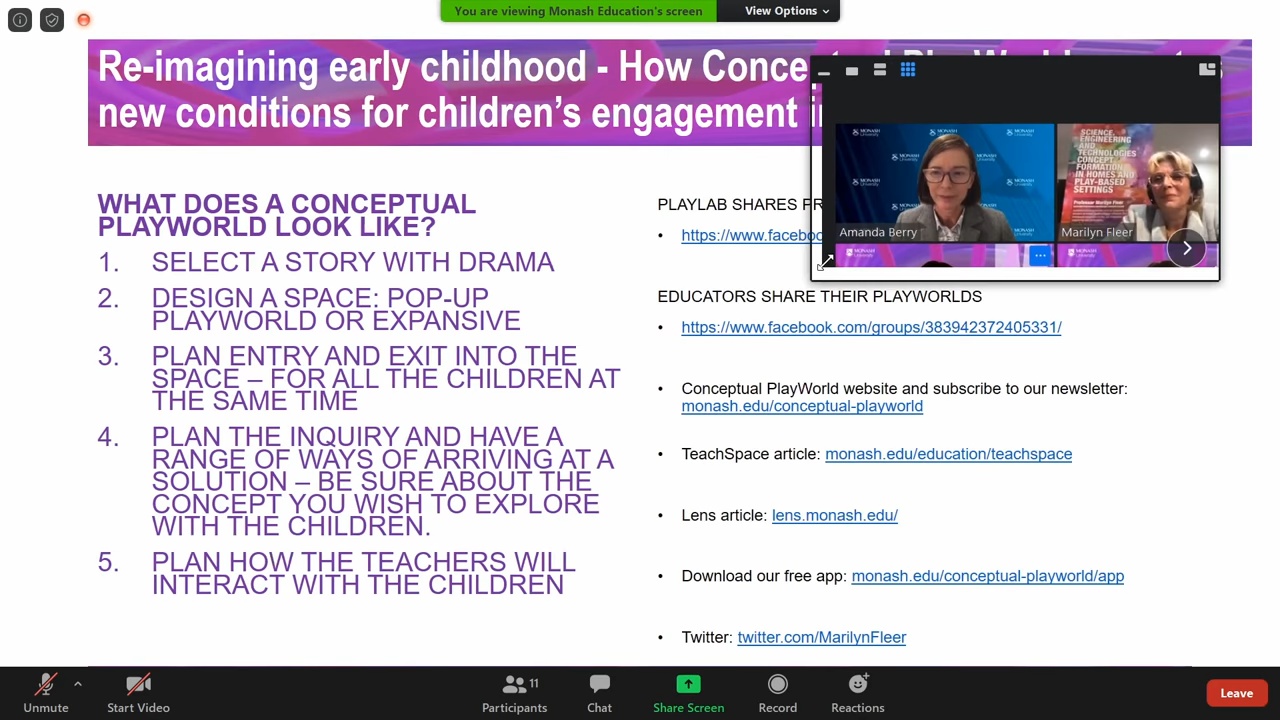 You are viewing Monash Education's screen
View Options
Re-imagining early childhood - How Conce
new conditions for children's engagement
MONASH University
MONASH University
MONASH University
SCIENCE,
ENGINEERING
AND
TECHNOLOGIES
CONCEPT
FORMATION
IN HOMES AND
PLAY-BASED
SETTINGS
Professor Marilyn Fleer
Amanda Berry
Marilyn Fleer
WHAT DOES A CONCEPTUAL
PLAYWORLD LOOK LIKE?
1. SELECT A STORY WITH DRAMA
2. DESIGN A SPACE: POP-UP
PLAYWORLD OR EXPANSIVE
3. PLAN ENTRY AND EXIT INTO THE
SPACE – FOR ALL THE CHILDREN AT
THE SAME TIME
4. PLAN THE INQUIRY AND HAVE A
RANGE OF WAYS OF ARRIVING AT A
SOLUTION – BE SURE ABOUT THE
CONCEPT YOU WISH TO EXPLORE
WITH THE CHILDREN.
5. PLAN HOW THE TEACHERS WILL
INTERACT WITH THE CHILDREN
PLAYLAB SHARES PR
• https://www.faceboo
EDUCATORS SHARE THEIR PLAYWORLDS
• https://www.facebook.com/groups/383942372405331/
• Conceptual PlayWorld website and subscribe to our newsletter:
monash.edu/conceptual-playworld
• TeachSpace article: monash.edu/education/teachspace
• Lens article: lens.monash.edu/
• Download our free app: monash.edu/conceptual-playworld/app
• Twitter: twitter.com/MarilynFleer
Unmute
Start Video
Participants 11
Chat
Share Screen
Record
Reactions
Leave